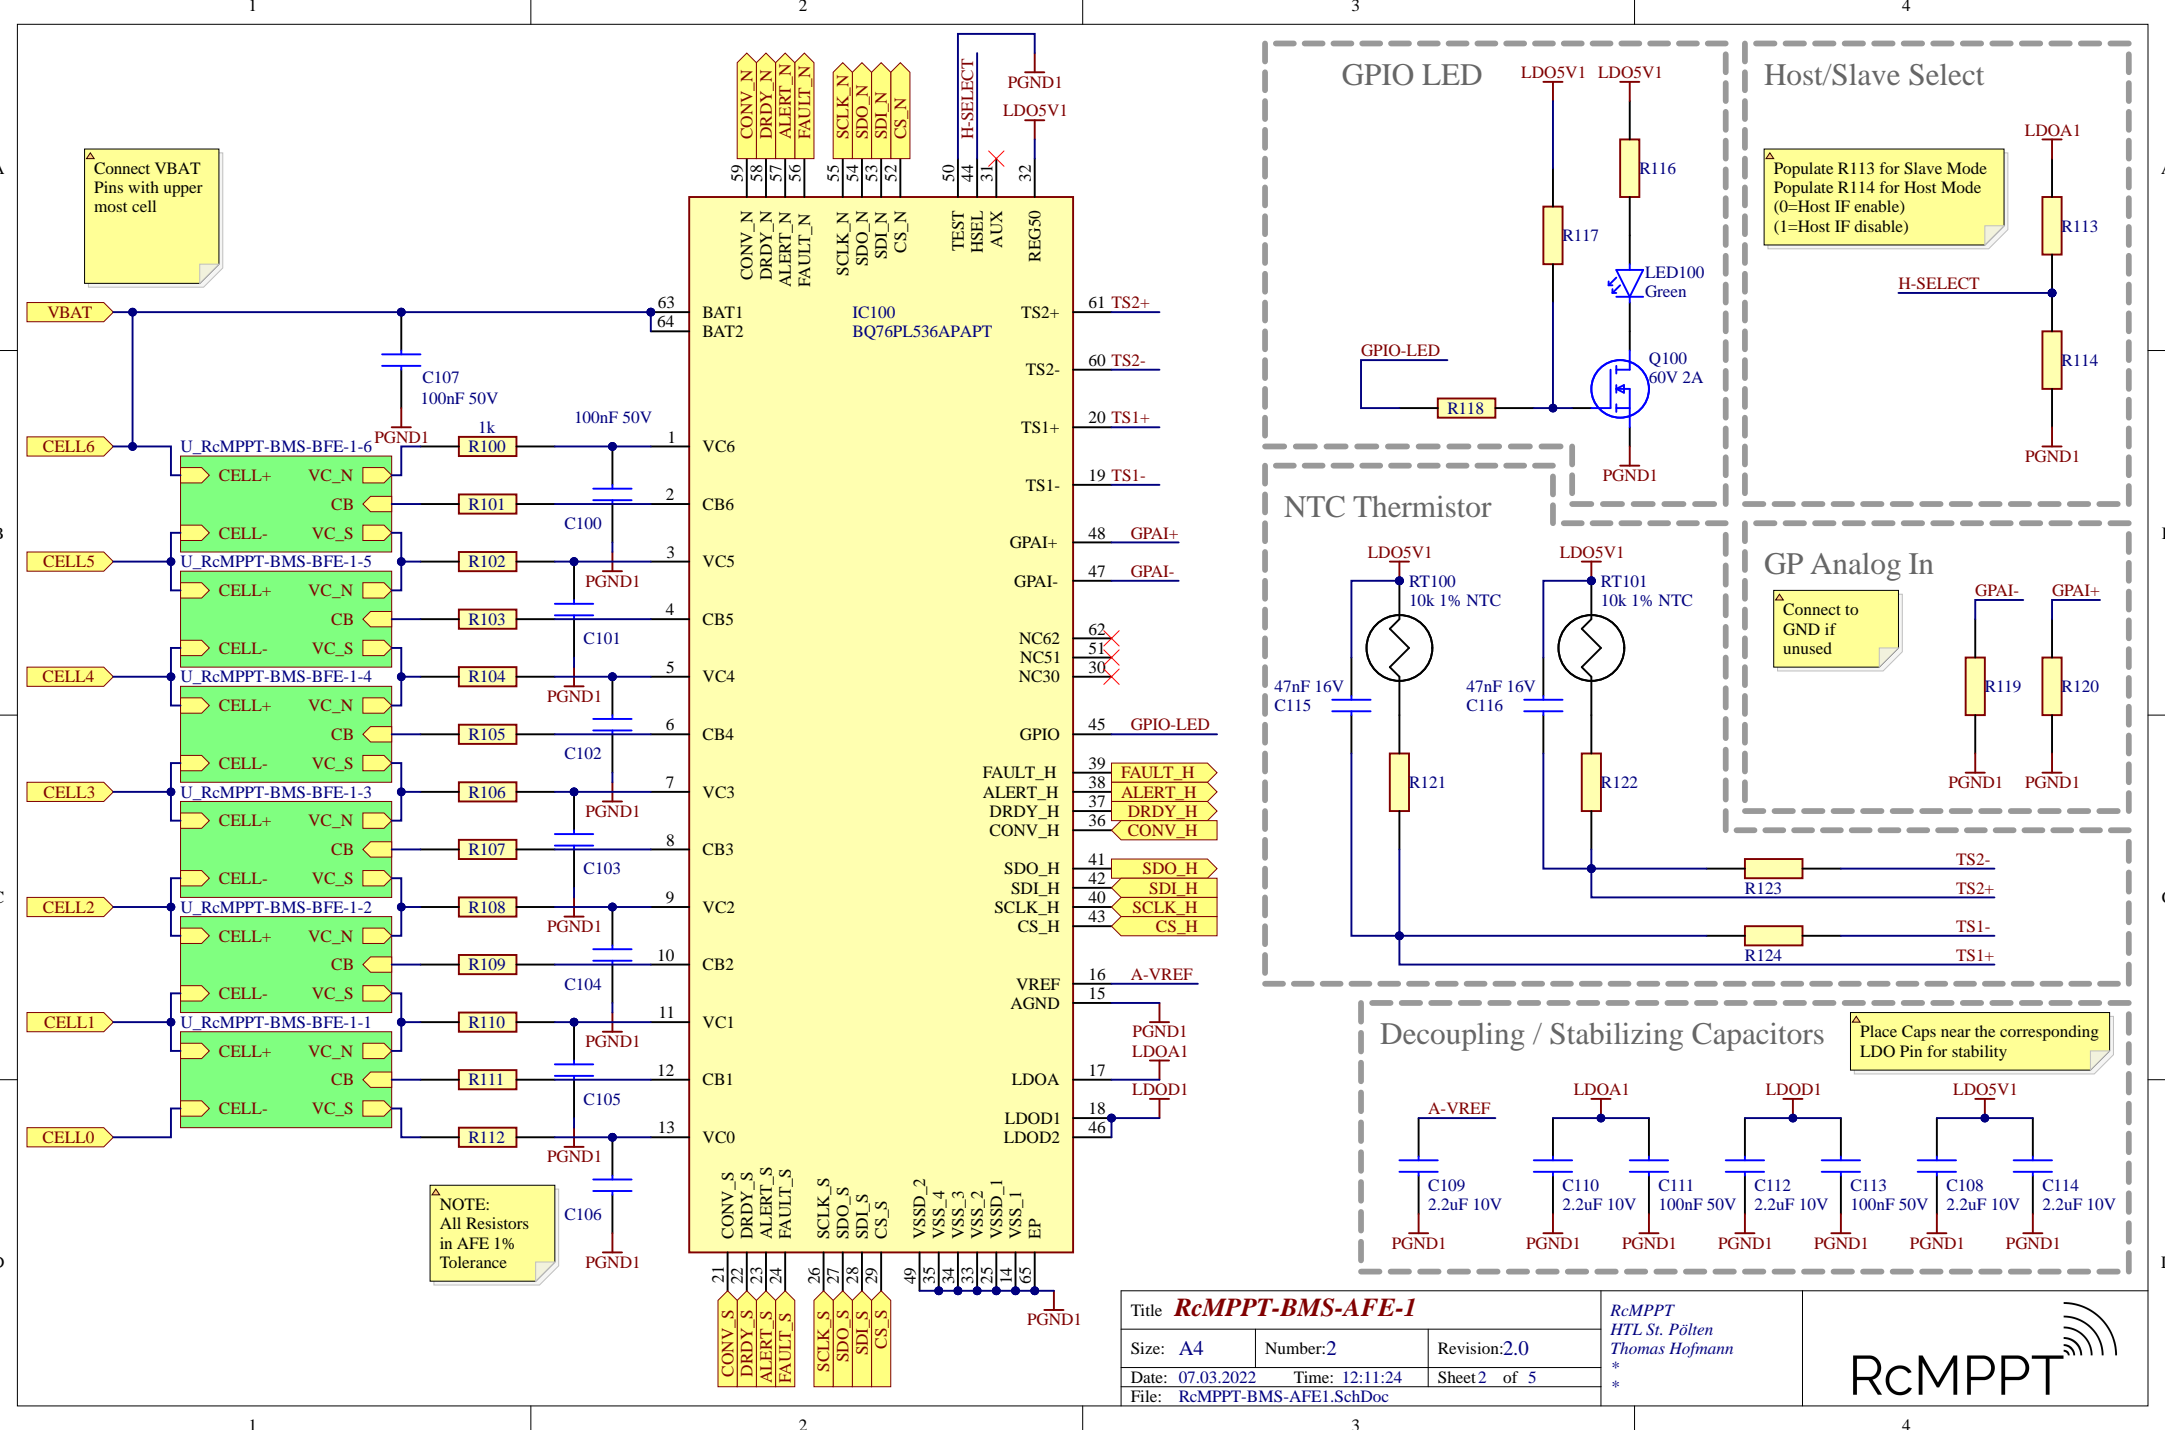 1
2
3
4
Connect VBAT
Pins with upper
most cell
VBAT
CELL6
CELL5
CELL4
CELL3
CELL2
CELL1
CELL0
C107
100nF 50V
PGND1
U_RcMPPT-BMS-BFE-1-6
CELL+
VC_N
CB
CELL-
VC_S
U_RcMPPT-BMS-BFE-1-5
CELL+
VC_N
CB
CELL-
VC_S
U_RcMPPT-BMS-BFE-1-4
CELL+
VC_N
CB
CELL-
VC_S
U_RcMPPT-BMS-BFE-1-3
CELL+
VC_N
CB
CELL-
VC_S
U_RcMPPT-BMS-BFE-1-2
CELL+
VC_N
CB
CELL-
VC_S
U_RcMPPT-BMS-BFE-1-1
CELL+
VC_N
CB
CELL-
VC_S
1k
R100
R101
R102
R103
R104
R105
R106
R107
R108
R109
R110
R111
R112
100nF 50V
C100
PGND1
C101
PGND1
C102
PGND1
C103
PGND1
C104
PGND1
C105
PGND1
C106
PGND1
NOTE:
All Resistors
in AFE 1%
Tolerance
CONV_N
DRDY_N
ALERT_N
FAULT_N
SCLK_N
SDO_N
SDI_N
CS_N
H-SELECT
PGND1
LDO5V1
59
58
57
56
55
54
53
52
50
44
31
32
CONV_N
DRDY_N
ALERT_N
FAULT_N
SCLK_N
SDO_N
SDI_N
CS_N
TEST
HSEL
AUX
REG50
IC100
BQ76PL536APAPT
63 BAT1
64 BAT2
1 VC6
2 CB6
3 VC5
4 CB5
5 VC4
6 CB4
7 VC3
8 CB3
9 VC2
10 CB2
11 VC1
12 CB1
13 VC0
TS2+ 61 TS2+
TS2- 60 TS2-
TS1+ 20 TS1+
TS1- 19 TS1-
GPAI+ 48 GPAI+
GPAI- 47 GPAI-
NC62 62
NC51 51
NC30 30
GPIO 45 GPIO-LED
FAULT_H 39 FAULT_H
ALERT_H 38 ALERT_H
DRDY_H 37 DRDY_H
CONV_H 36 CONV_H
SDO_H 41 SDO_H
SDI_H 42 SDI_H
SCLK_H 40 SCLK_H
CS_H 43 CS_H
VREF 16 A-VREF
AGND 15
PGND1
LDOA1
LDOA 17
LDOD1
LDOD1 18
LDOD2 46
CONV_S
DRDY_S
ALERT_S
FAULT_S
SCLK_S
SDO_S
SDI_S
CS_S
VSSD_2
VSS_4
VSS_3
VSS_2
VSSD_1
VSS_1
EP
21
22
23
24
26
27
28
29
49
35
34
33
25
14
65
CONV_S
DRDY_S
ALERT_S
FAULT_S
SCLK_S
SDO_S
SDI_S
CS_S
PGND1
GPIO LED
LDO5V1
LDO5V1
R116
R117
LED100
Green
GPIO-LED
R118
Q100
60V 2A
PGND1
Host/Slave Select
Populate R113 for Slave Mode
Populate R114 for Host Mode
(0=Host IF enable)
(1=Host IF disable)
LDOA1
R113
H-SELECT
R114
PGND1
NTC Thermistor
LDO5V1
RT100
10k 1% NTC
47nF 16V
C115
R121
LDO5V1
RT101
10k 1% NTC
47nF 16V
C116
R122
TS2-
R123
TS2+
TS1-
R124
TS1+
GP Analog In
Connect to
GND if
unused
GPAI-
GPAI+
R119
R120
PGND1
PGND1
Decoupling / Stabilizing Capacitors
Place Caps near the corresponding
LDO Pin for stability
A-VREF
LDOA1
LDOD1
LDO5V1
C109
2.2uF 10V
C110
2.2uF 10V
C111
100nF 50V
C112
2.2uF 10V
C113
100nF 50V
C108
2.2uF 10V
C114
2.2uF 10V
PGND1
PGND1
PGND1
PGND1
PGND1
PGND1
PGND1
Title RcMPPT-BMS-AFE-1
Size: A4
Number:2
Revision:2.0
Date: 07.03.2022
Time: 12:11:24
Sheet 2 of 5
File: RcMPPT-BMS-AFE1.SchDoc
RcMPPT
HTL St. Pölten
Thomas Hofmann
*
*
RcMPPT
1
2
3
4